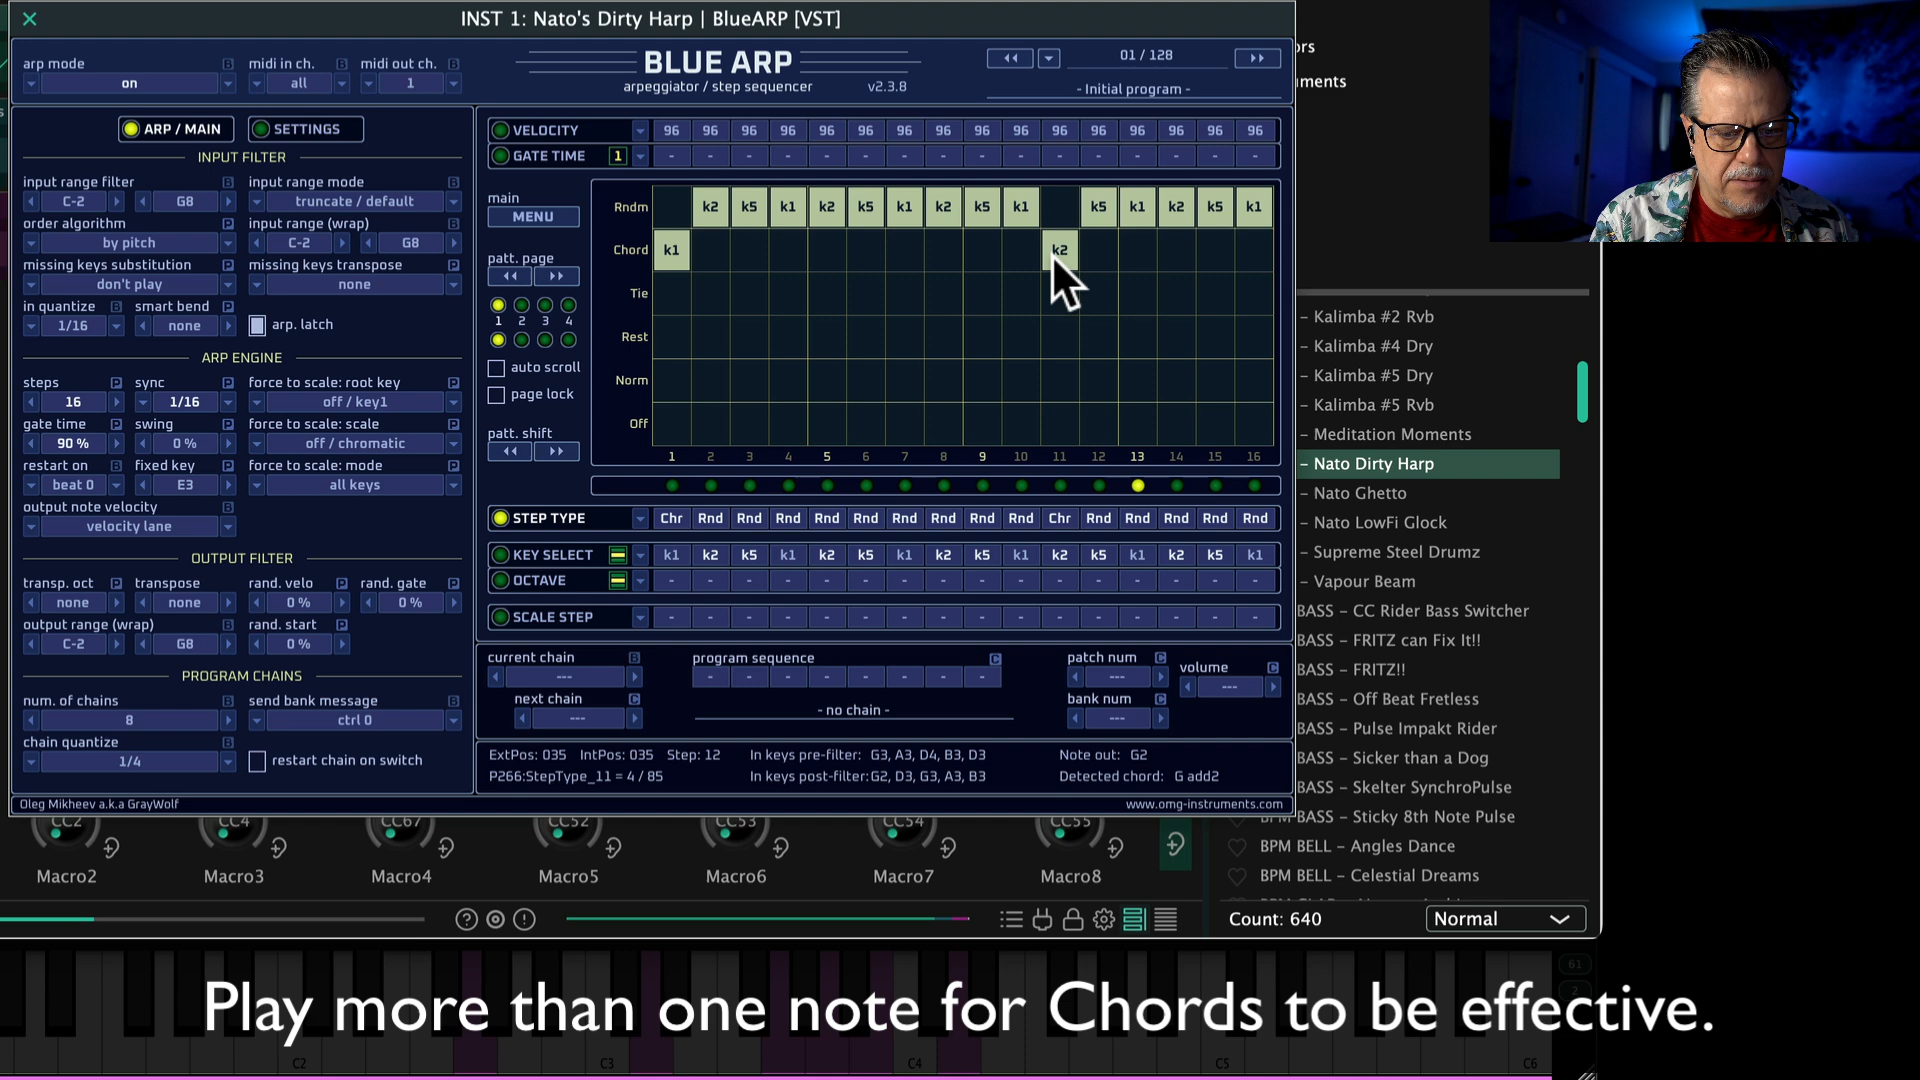 INST 1: Nato's Dirty Harp | BlueARP [VST]
arp mode
midi in ch.
midi out ch.
on
all
1
BLUE ARP
arpeggiator / step sequencer
v2.3.8
01 / 128
- Initial program -
ARP / MAIN
SETTINGS
INPUT FILTER
input range filter
input range mode
C-2 G8 truncate / default
order algorithm
input range (wrap)
by pitch C-2 G8
missing keys substitution
missing keys transpose
don't play none
in quantize smart bend
1/16 none arp. latch
ARP ENGINE
steps sync force to scale: root key
16 1/16 off / key1
gate time swing force to scale: scale
90 % 0 % off / chromatic
restart on fixed key force to scale: mode
beat 0 E3 all keys
output note velocity
velocity lane
OUTPUT FILTER
transp. oct transpose rand. velo rand. gate
none none 0 % 0 %
output range (wrap) rand. start
C-2 G8 0 %
PROGRAM CHAINS
num. of chains send bank message
8 ctrl 0
chain quantize
1/4 restart chain on switch
VELOCITY 96 96 96 96 96 96 96 96 96 96 96 96 96 96 96 96
GATE TIME 1 - - - - - - - - - - - - - - - -
main
MENU
patt. page
1 2 3 4
auto scroll
page lock
patt. shift
Rndm k2 k5 k1 k2 k5 k1 k2 k5 k1 k5 k1 k2 k5 k1
Chord k1 k2
Tie
Rest
Norm
Off
1 2 3 4 5 6 7 8 9 10 11 12 13 14 15 16
STEP TYPE Chr Rnd Rnd Rnd Rnd Rnd Rnd Rnd Rnd Rnd Chr Rnd Rnd Rnd Rnd Rnd
KEY SELECT k1 k2 k5 k1 k2 k5 k1 k2 k5 k1 k2 k5 k1 k2 k5 k1
OCTAVE - - - - - - - - - - - - - - - -
SCALE STEP - - - - - - - - - - - - - - - -
current chain program sequence patch num volume
--- - - - - - - - - --- ---
next chain bank num
--- - no chain - ---
ExtPos: 035 IntPos: 035 Step: 12 In keys pre-filter: G3, A3, D4, B3, D3 Note out: G2
P266:StepType_11 = 4 / 85 In keys post-filter: G2, D3, G3, A3, B3 Detected chord: G add2
Oleg Mikheev a.k.a GrayWolf
www.omg-instruments.com
ors
uments
– Kalimba #2 Rvb
– Kalimba #4 Dry
– Kalimba #5 Dry
– Kalimba #5 Rvb
– Meditation Moments
– Nato Dirty Harp
– Nato Ghetto
– Nato LowFi Glock
– Supreme Steel Drumz
– Vapour Beam
BASS – CC Rider Bass Switcher
BASS – FRITZ can Fix It!!
BASS – FRITZ!!
BASS – Off Beat Fretless
BASS – Pulse Impakt Rider
BASS – Sicker than a Dog
BASS – Skelter SynchroPulse
BPM BASS – Sticky 8th Note Pulse
BPM BELL – Angles Dance
BPM BELL – Celestial Dreams
CC2 CC4 CC67 CC52 CC53 CC54 CC55
Macro2 Macro3 Macro4 Macro5 Macro6 Macro7 Macro8
Count: 640
Normal
61
2
Play more than one note for Chords to be effective.
C2 C3 C4 C5 C6